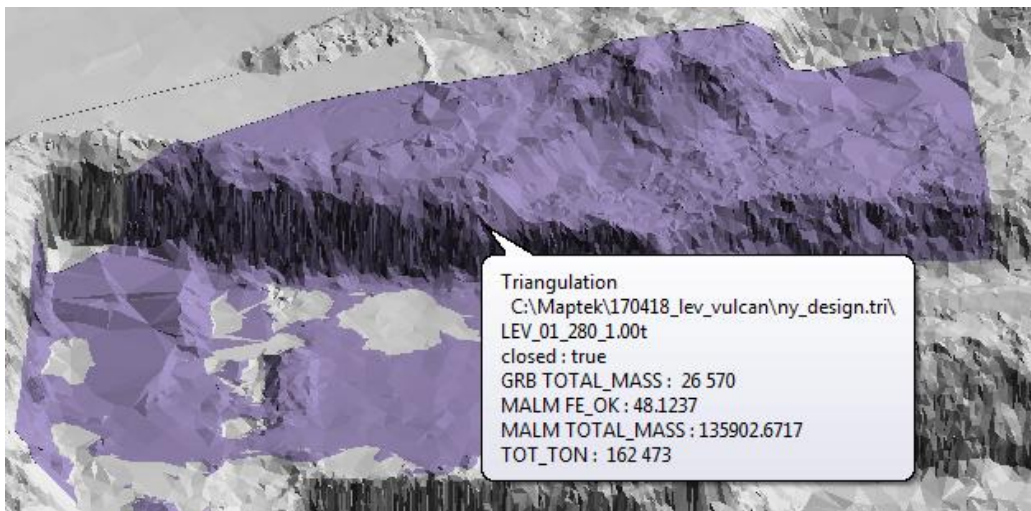 Triangulation
C:\Maptek\170418_lev_vulcan\ny_design.tri\
LEV_01_280_1.00t
closed : true
GRB TOTAL_MASS : 26 570
MALM FE_OK : 48.1237
MALM TOTAL_MASS : 135902.6717
TOT_TON : 162 473